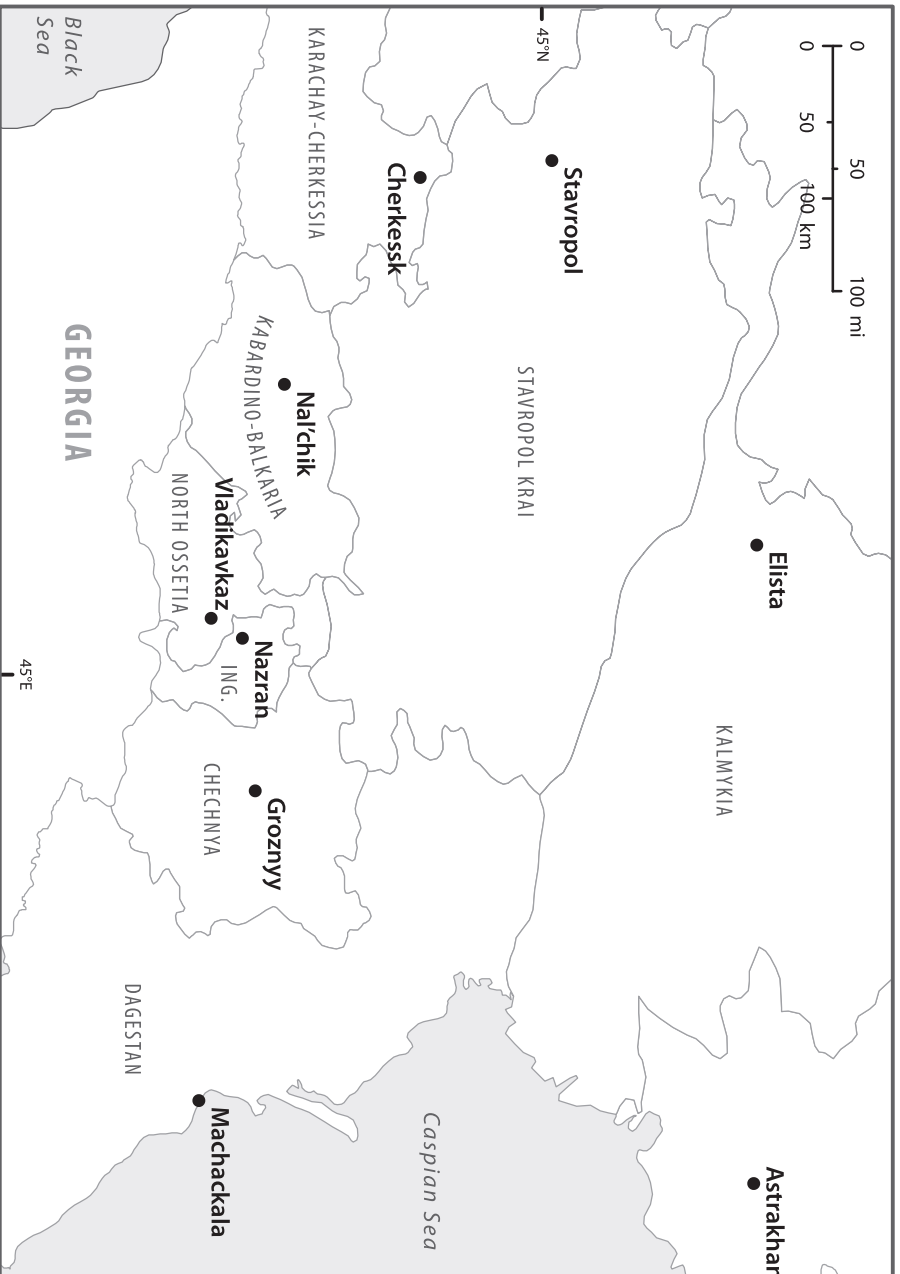 0 50 100 mi
0 50 100 km
Astrakhan
Elista
KALMYKIA
45°N
Stavropol
STAVROPOL KRAI
Cherkessk
KARACHAY-CHERKESSIA
Caspian Sea
Nal’chik
KABARDINO-BALKARIA
Vladikavkaz
NORTH OSSETIA
Nazran
ING.
Groznyy
CHECHNYA
Machackala
DAGESTAN
Black
Sea
GEORGIA
45°E